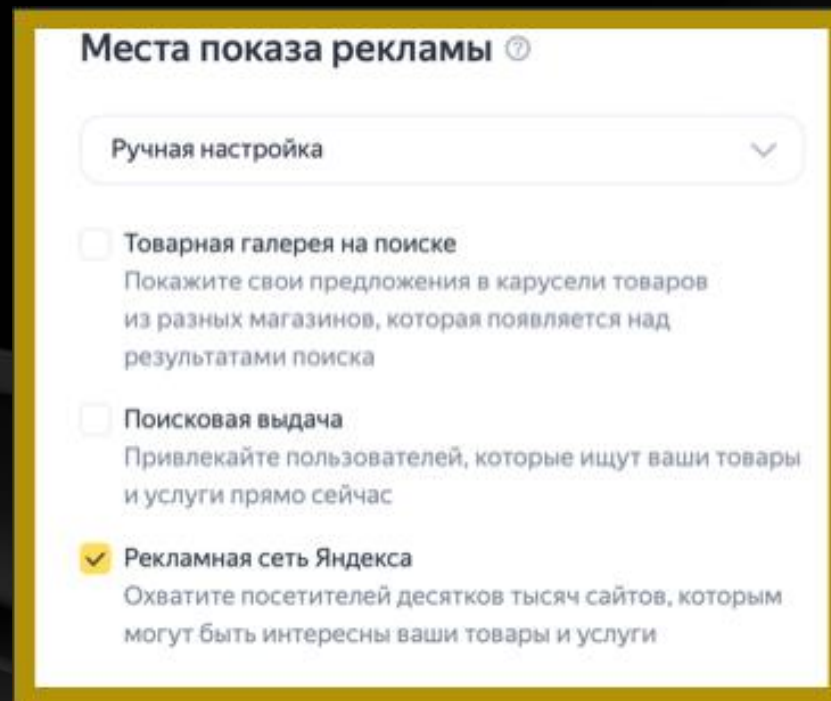 Места показа рекламы ?
Ручная настройка
Товарная галерея на поиске
Покажите свои предложения в карусели товаров
из разных магазинов, которая появляется над
результатами поиска
Поисковая выдача
Привлекайте пользователей, которые ищут ваши товары
и услуги прямо сейчас
Рекламная сеть Яндекса
Охватите посетителей десятков тысяч сайтов, которым
могут быть интересны ваши товары и услуги